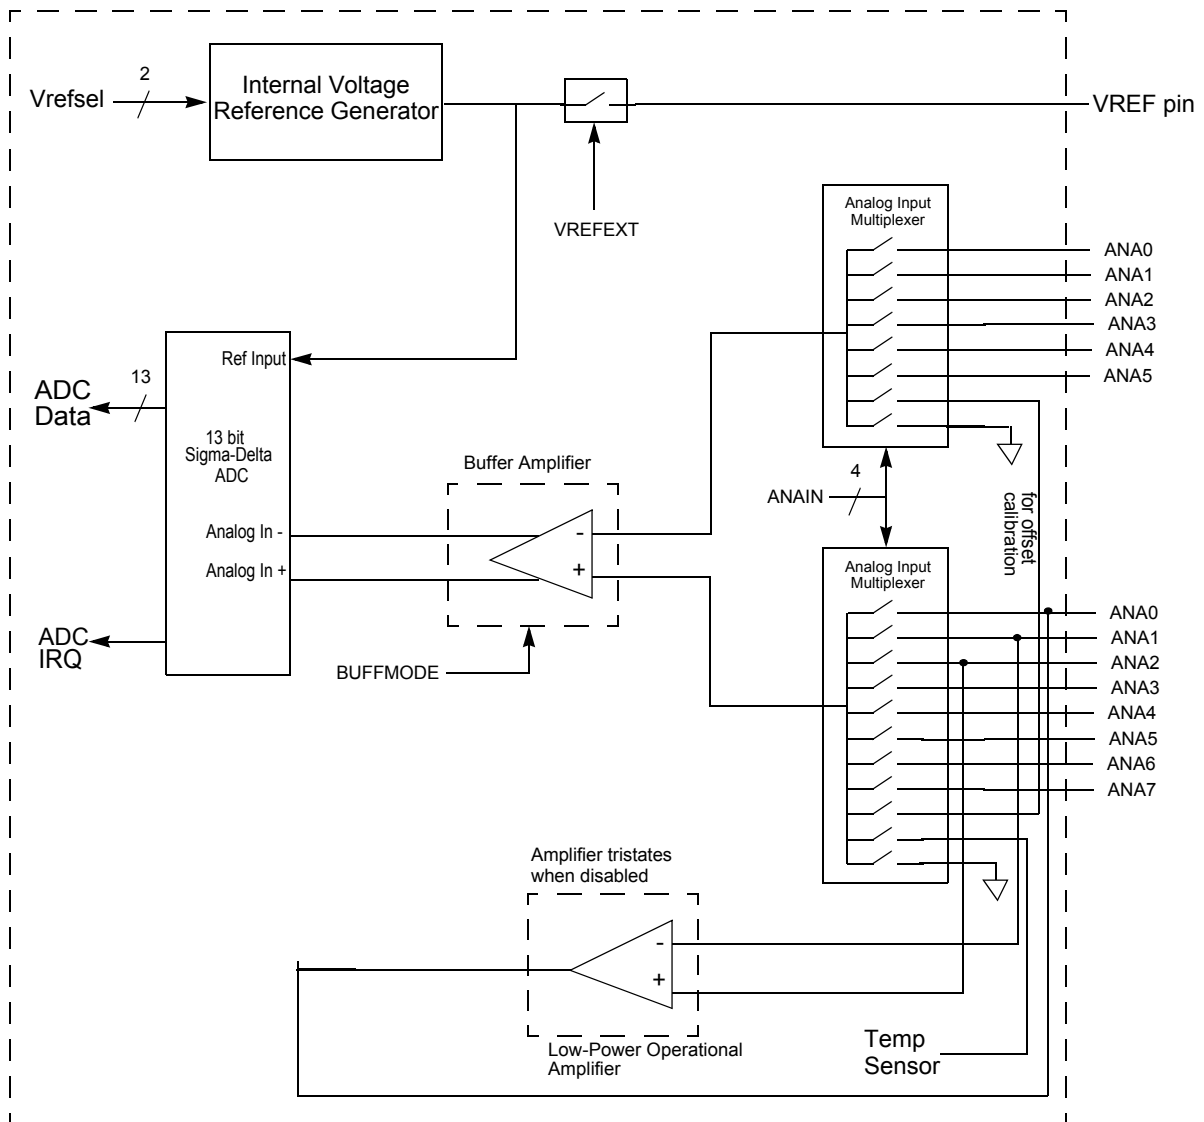 Vrefsel
2
Internal Voltage
Reference Generator
VREF pin
VREFEXT
Analog Input
Multiplexer
ANA0
ANA1
ANA2
ANA3
ANA4
ANA5
Ref Input
13
ADC
Data
13 bit
Sigma-Delta
ADC
Buffer Amplifier
4
ANAIN
for offset
calibration
Analog In -
Analog In +
-
+
Analog Input
Multiplexer
ANA0
ANA1
ANA2
ANA3
ANA4
ANA5
ANA6
ANA7
ADC
IRQ
BUFFMODE
Amplifier tristates
when disabled
-
+
Low-Power Operational
Amplifier
Temp
Sensor